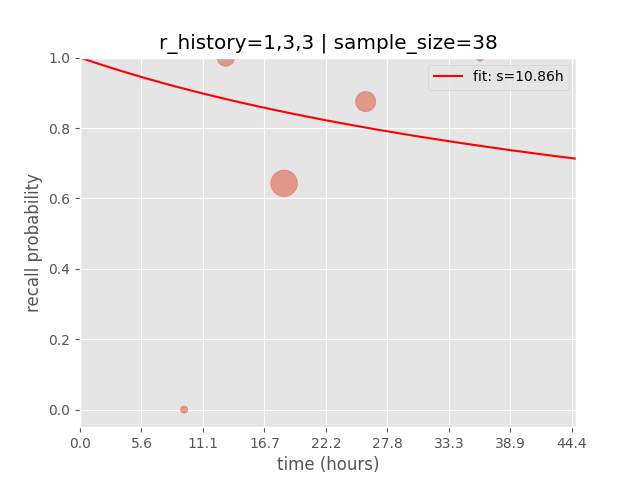 r_history=1,3,3 | sample_size=38
fit: s=10.86h
recall probability
1.0
0.8
0.6
0.4
0.2
0.0
0.0 5.6 11.1 16.7 22.2 27.8 33.3 38.9 44.4
time (hours)